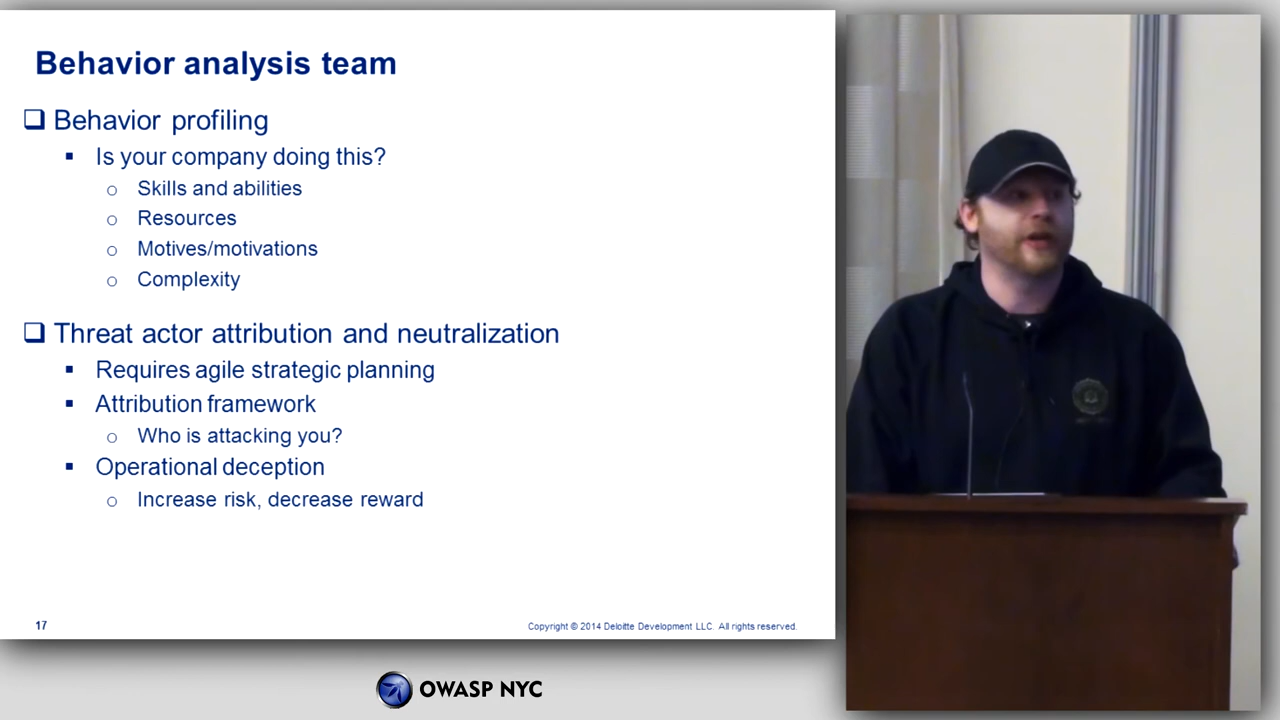 Behavior analysis team
Behavior profiling
Is your company doing this?
Skills and abilities
Resources
Motives/motivations
Complexity
Threat actor attribution and neutralization
Requires agile strategic planning
Attribution framework
Who is attacking you?
Operational deception
Increase risk, decrease reward
17
Copyright © 2014 Deloitte Development LLC. All rights reserved.
OWASP NYC